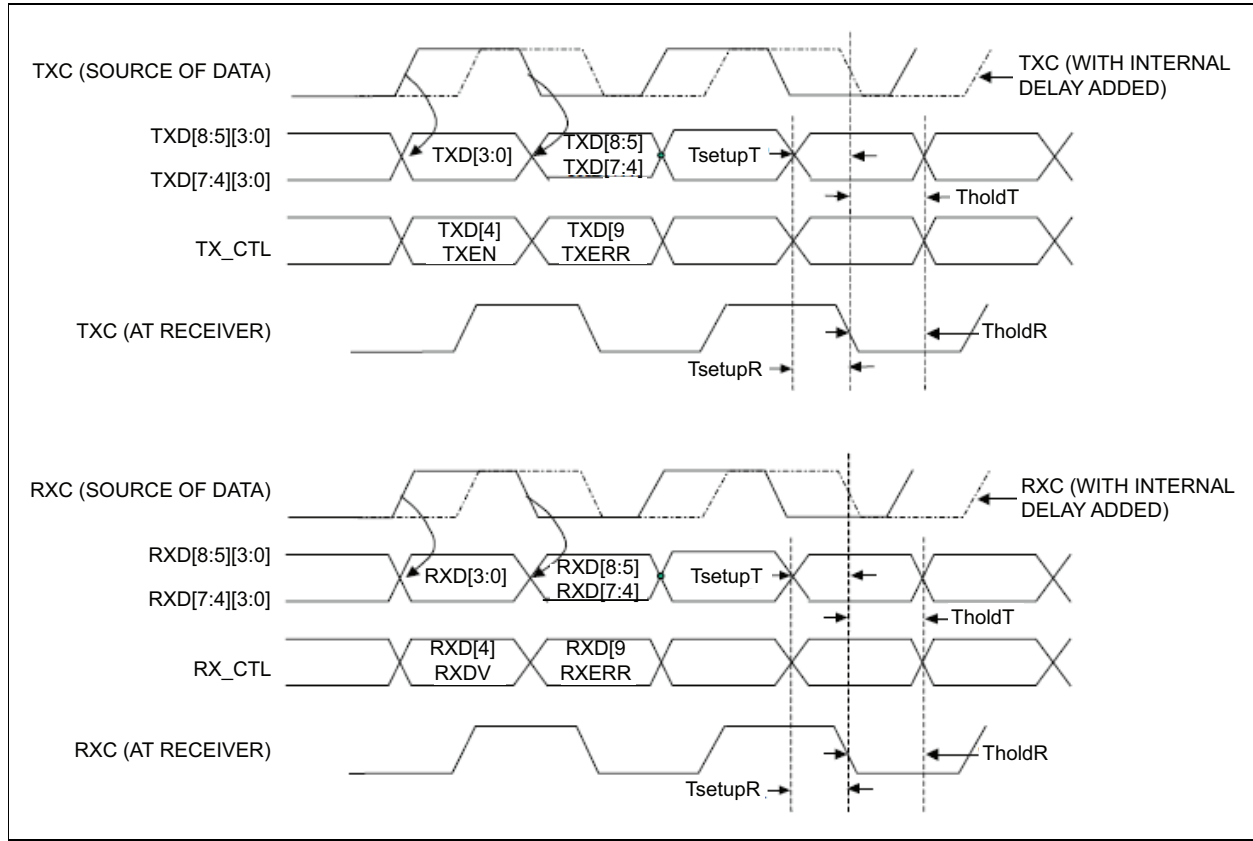 TXC (SOURCE OF DATA)
TXC (WITH INTERNAL
DELAY ADDED)
TXD[8:5][3:0]
TXD[7:4][3:0]
TXD[3:0]
TXD[8:5]
TXD[7:4]
TsetupT
TholdT
TX_CTL
TXD[4]
TXEN
TXD[9
TXERR
TXC (AT RECEIVER)
TholdR
TsetupR
RXC (SOURCE OF DATA)
RXC (WITH INTERNAL
DELAY ADDED)
RXD[8:5][3:0]
RXD[7:4][3:0]
RXD[3:0]
RXD[8:5]
RXD[7:4]
TsetupT
TholdT
RX_CTL
RXD[4]
RXDV
RXD[9
RXERR
RXC (AT RECEIVER)
TholdR
TsetupR